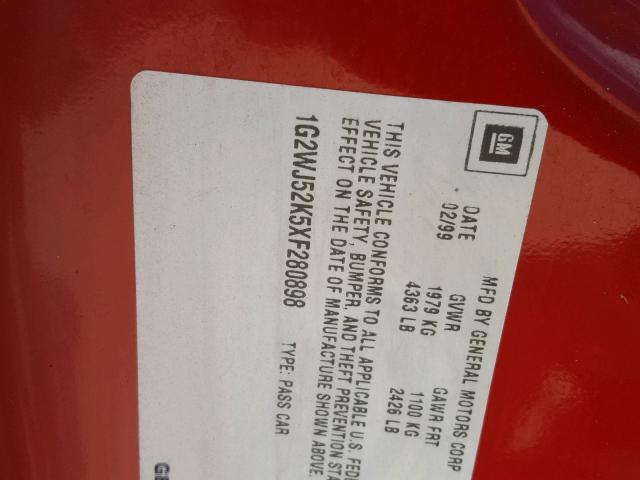 GM
MFD BY GENERAL MOTORS CORP
DATE GVWR GAWR FRT
02/99 1979 KG 1100 KG
4363 LB 2426 LB
THIS VEHICLE CONFORMS TO ALL APPLICABLE U.S. FEDE
VEHICLE SAFETY, BUMPER, AND THEFT PREVENTION STA
EFFECT ON THE DATE OF MANUFACTURE SHOWN ABOVE.
1G2WJ52K5XF280898 TYPE: PASS CAR